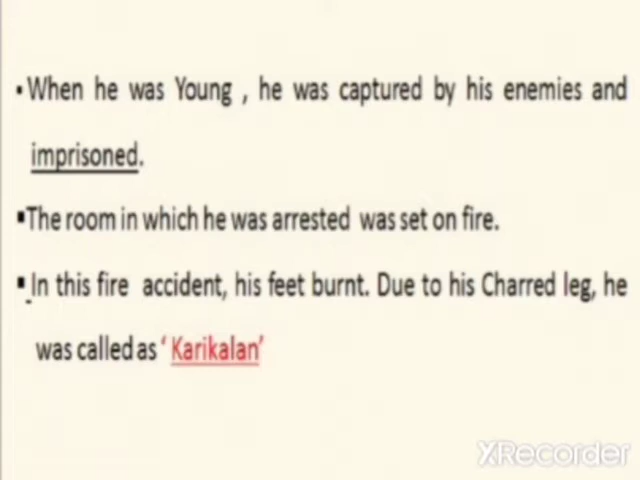 ▪When he was Young , he was captured by his enemies and
imprisoned.
▪The room in which he was arrested was set on fire.
▪In this fire accident, his feet burnt. Due to his Charred leg, he
was called as ‘ Karikalan’
XRecorder